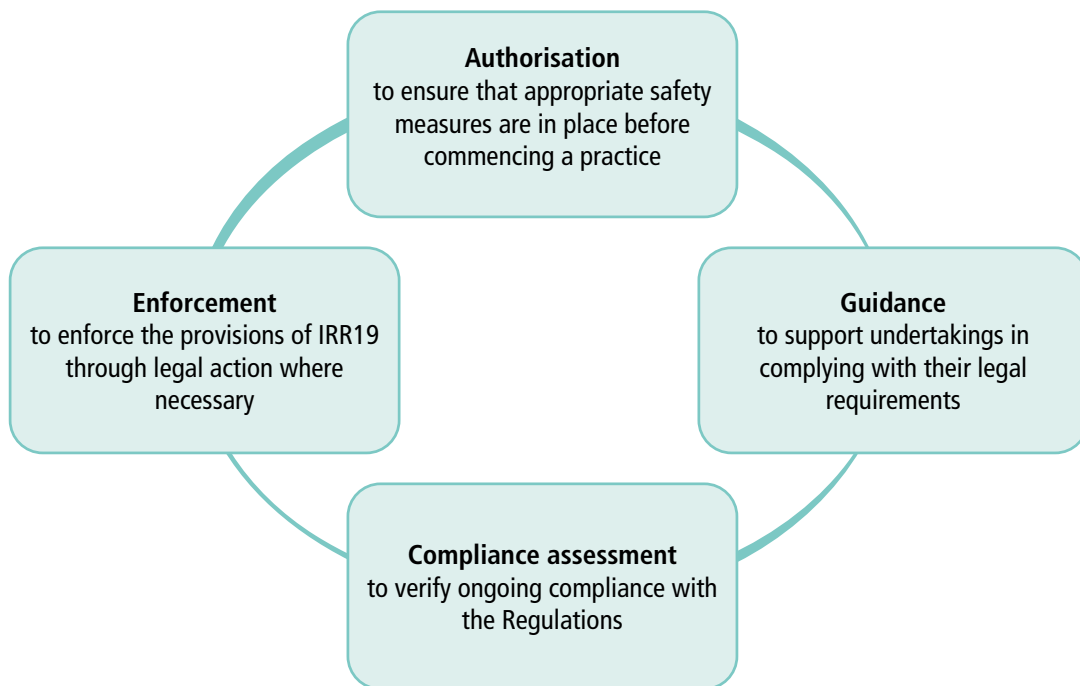 Authorisation
to ensure that appropriate safety
measures are in place before
commencing a practice
Enforcement
to enforce the provisions of IRR19
through legal action where
necessary
Guidance
to support undertakings in
complying with their legal
requirements
Compliance assessment
to verify ongoing compliance with
the Regulations